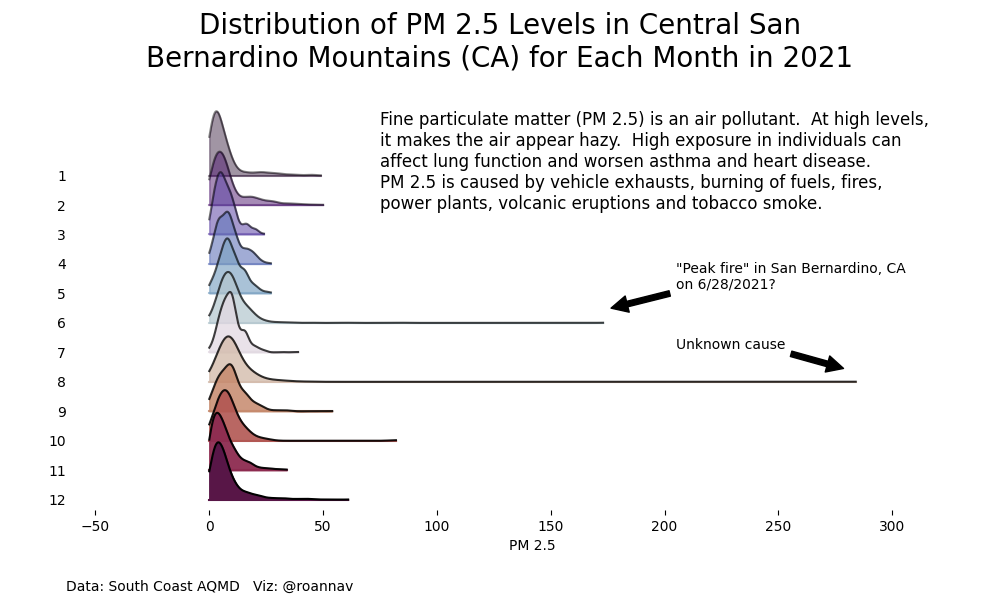 Distribution of PM 2.5 Levels in Central San
Bernardino Mountains (CA) for Each Month in 2021
Fine particulate matter (PM 2.5) is an air pollutant.  At high levels,
it makes the air appear hazy.  High exposure in individuals can
affect lung function and worsen asthma and heart disease.
PM 2.5 is caused by vehicle exhausts, burning of fuels, fires,
power plants, volcanic eruptions and tobacco smoke.
1
2
3
4
5
6
7
8
9
10
11
12
"Peak fire" in San Bernardino, CA
on 6/28/2021?
Unknown cause
−50 0 50 100 150 200 250 300
PM 2.5
Data: South Coast AQMD   Viz: @roannav